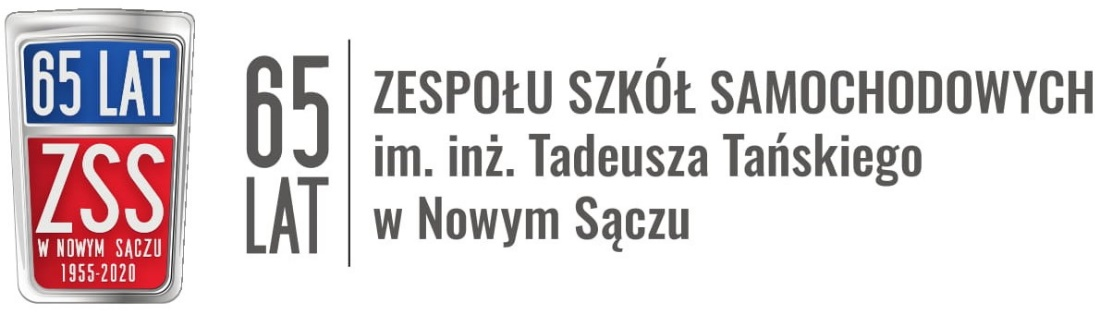 65 LAT
ZSS
W NOWYM SĄCZU
1955-2020
65
LAT
ZESPOŁU SZKÓŁ SAMOCHODOWYCH
im. inż. Tadeusza Tańskiego
w Nowym Sączu